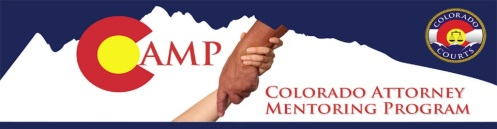 CAMP
COLORADO
COURTS
COLORADO ATTORNEY
MENTORING PROGRAM